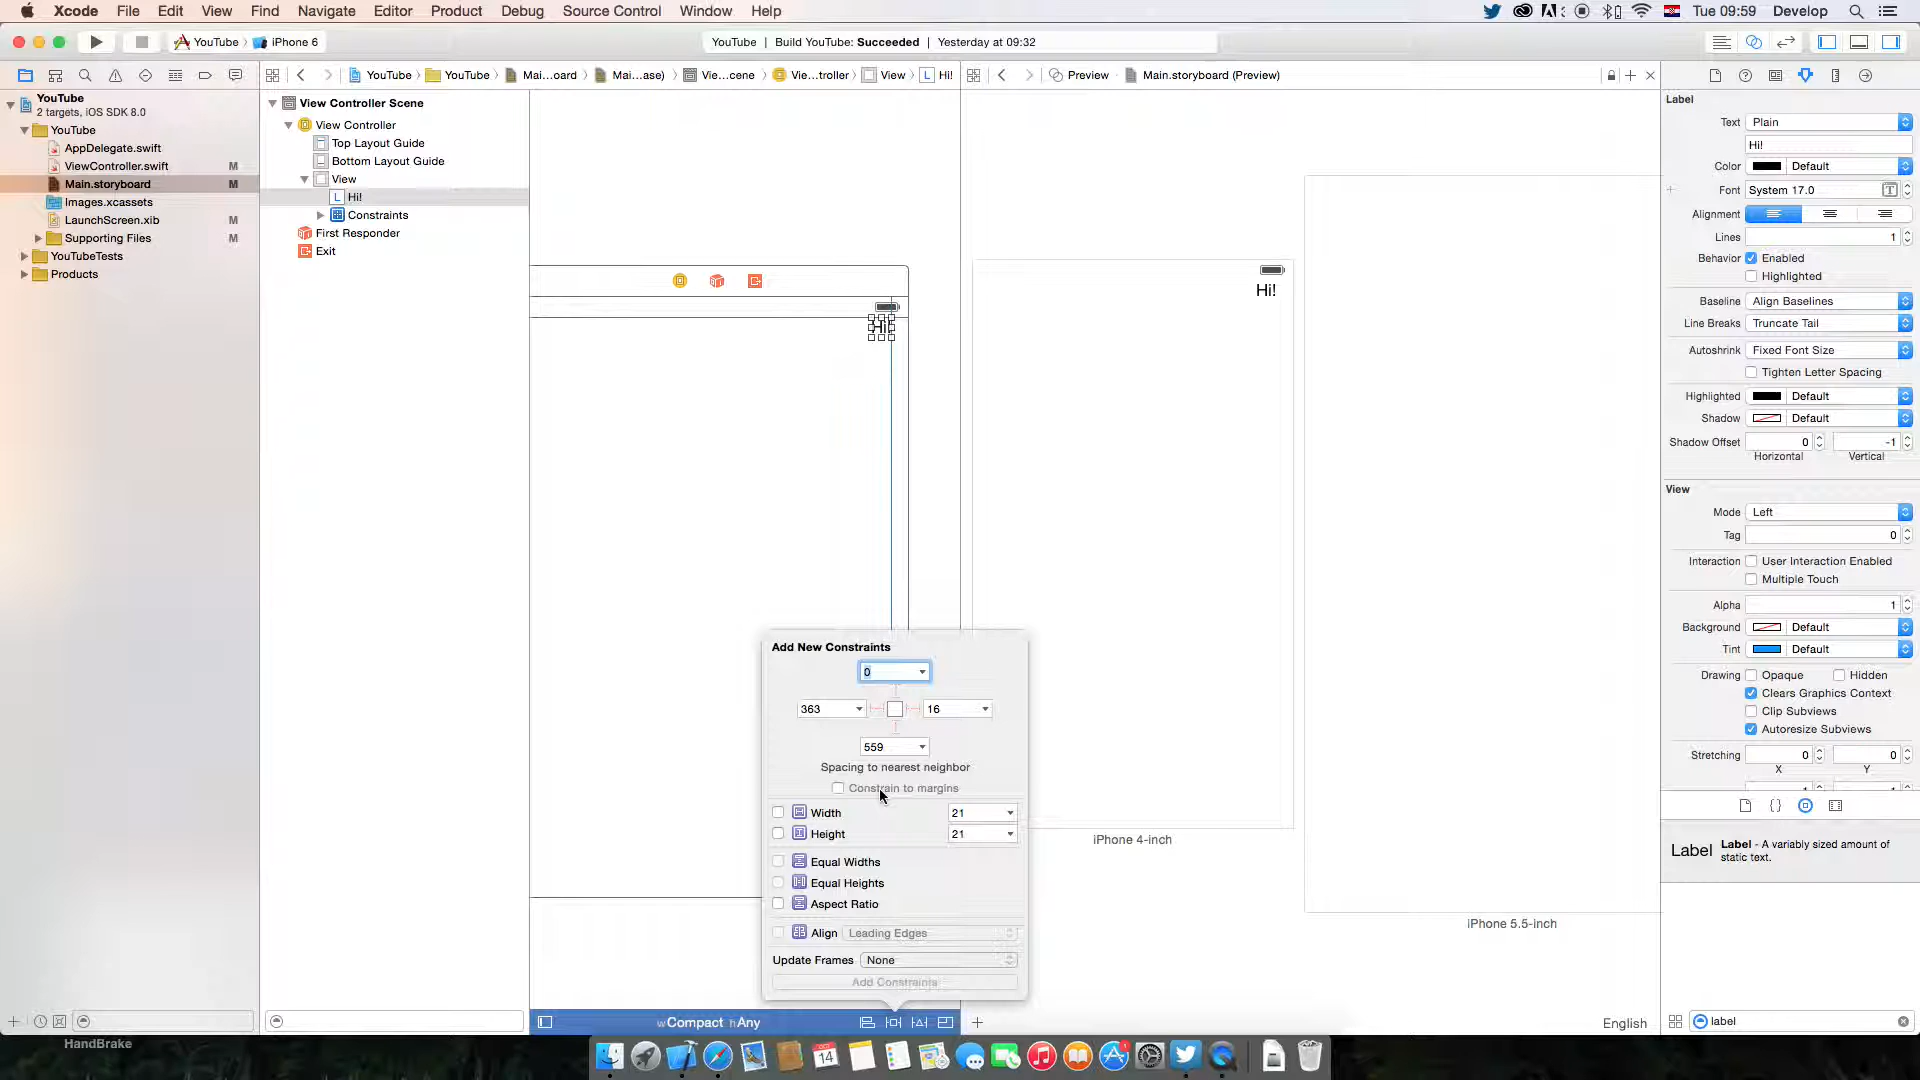 Xcode File Edit View Find Navigate Editor Product Debug Source Control Window Help
Tue 09:59 Develop
YouTube iPhone 6
YouTube | Build YouTube: Succeeded | Yesterday at 09:32
YouTube YouTube Mai...oard Mai...ase) Vie...cene Vie...troller View L Hi!
Preview Main.storyboard (Preview)
YouTube
2 targets, iOS SDK 8.0
YouTube
AppDelegate.swift
ViewController.swift M
Main.storyboard M
Images.xcassets
LaunchScreen.xib M
Supporting Files M
YouTubeTests
Products
View Controller Scene
View Controller
Top Layout Guide
Bottom Layout Guide
View
L Hi!
Constraints
First Responder
Exit
Hi!
Hi!
iPhone 4-inch
iPhone 5.5-inch
Add New Constraints
0
363 16
559
Spacing to nearest neighbor
Constrain to margins
Width 21
Height 21
Equal Widths
Equal Heights
Aspect Ratio
Align Leading Edges
Update Frames None
Add Constraints
wCompact hAny
English
Label
Text Plain
Hi!
Color Default
Font System 17.0 T
Alignment
Lines 1
Behavior Enabled
Highlighted
Baseline Align Baselines
Line Breaks Truncate Tail
Autoshrink Fixed Font Size
Tighten Letter Spacing
Highlighted Default
Shadow Default
Shadow Offset 0 -1
Horizontal Vertical
View
Mode Left
Tag 0
Interaction User Interaction Enabled
Multiple Touch
Alpha 1
Background Default
Tint Default
Drawing Opaque Hidden
Clears Graphics Context
Clip Subviews
Autoresize Subviews
Stretching 0 0
X Y
Label Label - A variably sized amount of
static text.
label
HandBrake
14
1